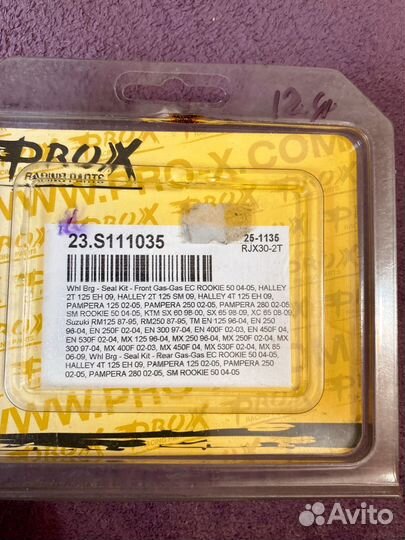 PROX
RACING PARTS
WWW.PRO-X.COM
23.S111035
25-1135
RJX30-2T
Whl Brg - Seal Kit - Front Gas-Gas EC ROOKIE 50 04-05, HALLEY
2T 125 EH 09, HALLEY 2T 125 SM 09, HALLEY 4T 125 EH 09,
PAMPERA 125 02-05, PAMPERA 250 02-05, PAMPERA 280 02-05
SM ROOKIE 50 04-05, KTM SX 60 98-00, SX 65 98-09, XC 65 08-09,
Suzuki RM125 87-95, RM250 87-95, TM EN 125 96-04, EN 250
96-04, EN 250F 02-04, EN 300 97-04, EN 400F 02-03, EN 450F 04,
EN 530F 02-04, MX 125 96-04, MX 250 96-04, MX 250F 02-04, MX
300 97-04, MX 400F 02-03, MX 450F 04, MX 530F 02-04, MX 85
06-09, Whl Brg - Seal Kit - Rear Gas-Gas EC ROOKIE 50 04-05,
HALLEY 4T 125 EH 09, PAMPERA 125 02-05, PAMPERA 250
02-05, PAMPERA 280 02-05, SM ROOKIE 50 04-05
Avito